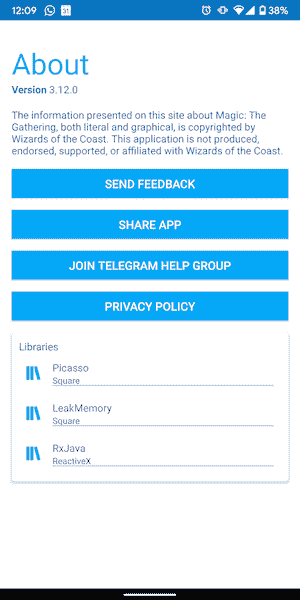 12:09 31 38%
About
Version 3.12.0
The information presented on this site about Magic: The
Gathering, both literal and graphical, is copyrighted by
Wizards of the Coast. This application is not produced,
endorsed, supported, or affiliated with Wizards of the Coast.
SEND FEEDBACK
SHARE APP
JOIN TELEGRAM HELP GROUP
PRIVACY POLICY
Libraries
Picasso
Square
LeakMemory
Square
RxJava
ReactiveX